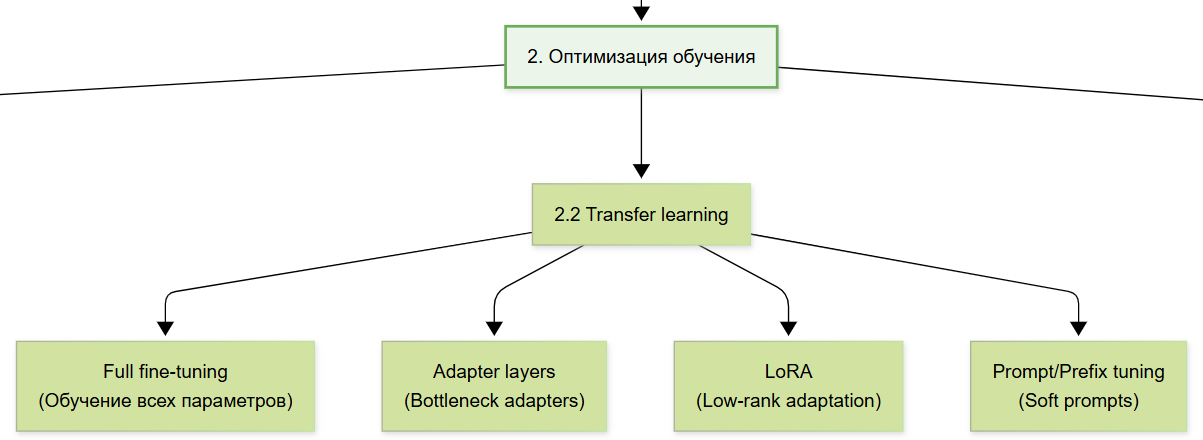 2. Оптимизация обучения
2.2 Transfer learning
Full fine-tuning
(Обучение всех параметров)
Adapter layers
(Bottleneck adapters)
LoRA
(Low-rank adaptation)
Prompt/Prefix tuning
(Soft prompts)